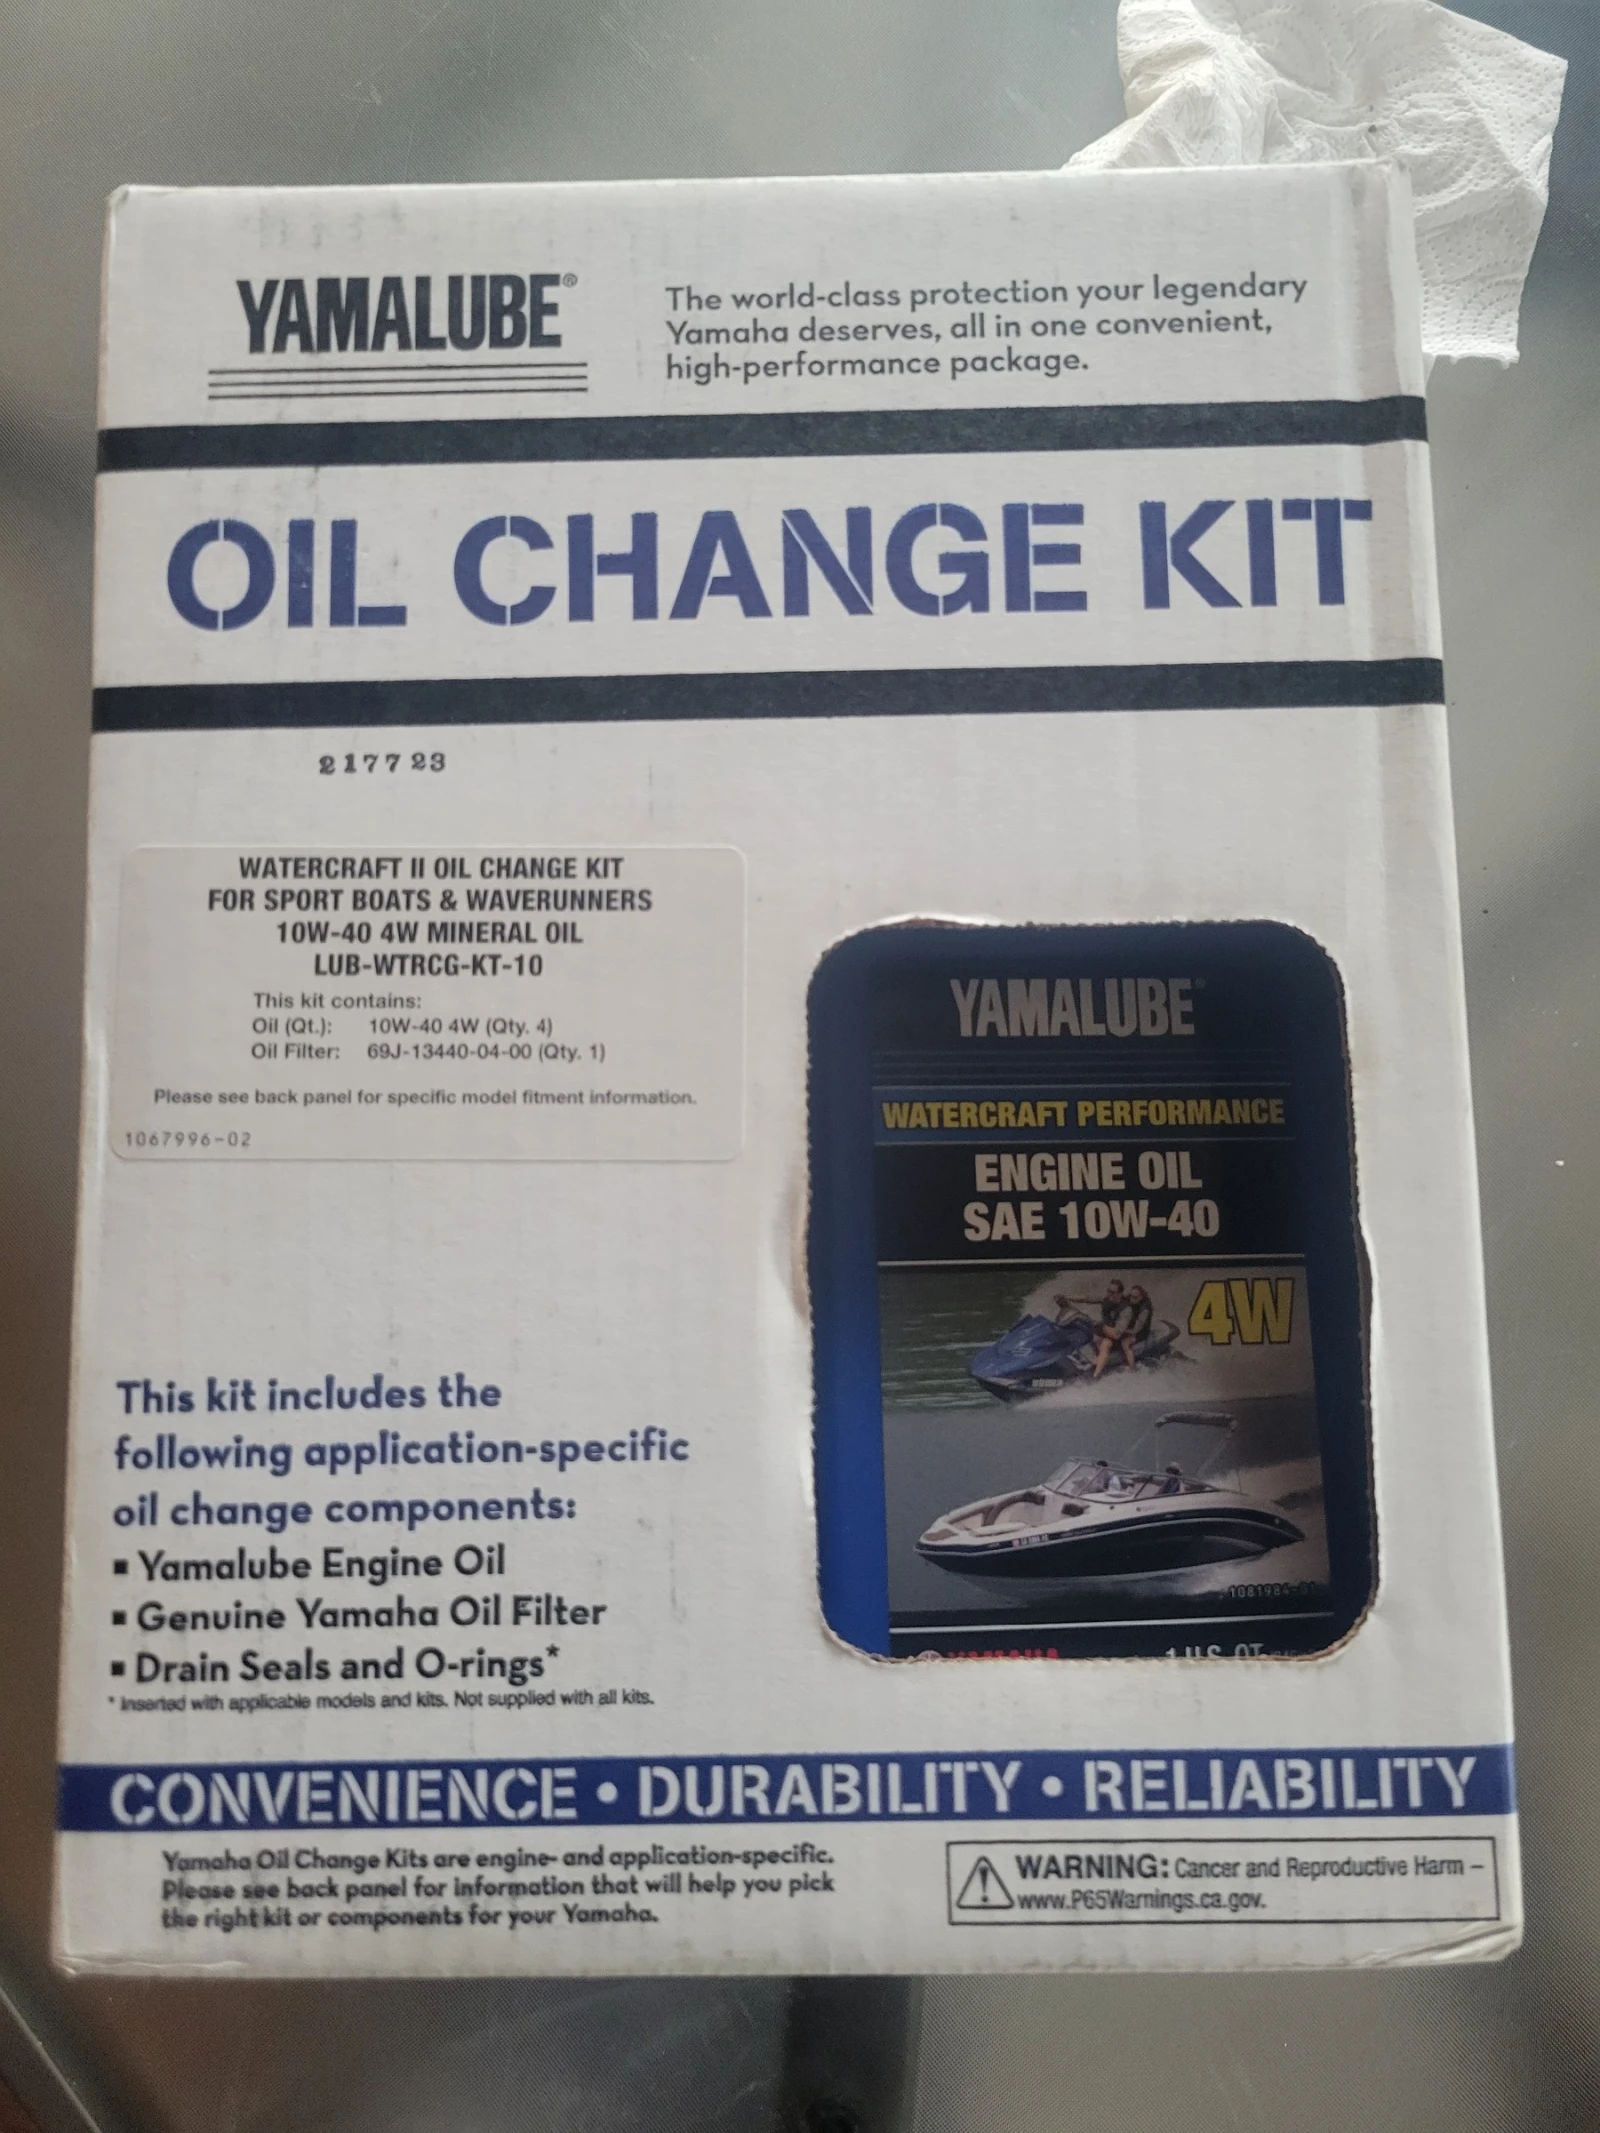 YAMALUBE®
The world-class protection your legendary
Yamaha deserves, all in one convenient,
high-performance package.
OIL CHANGE KIT
217723
WATERCRAFT II OIL CHANGE KIT
FOR SPORT BOATS & WAVERUNNERS
10W-40 4W MINERAL OIL
LUB-WTRCG-KT-10
This kit contains:
Oil (Qt.): 10W-40 4W (Qty. 4)
Oil Filter: 69J-13440-04-00 (Qty. 1)
Please see back panel for specific model fitment information.
1067996-02
YAMALUBE®
WATERCRAFT PERFORMANCE
ENGINE OIL
SAE 10W-40
4W
This kit includes the
following application-specific
oil change components:
▪ Yamalube Engine Oil
▪ Genuine Yamaha Oil Filter
▪ Drain Seals and O-rings*
* Inserted with applicable models and kits. Not supplied with all kits.
CONVENIENCE • DURABILITY • RELIABILITY
Yamaha Oil Change Kits are engine- and application-specific.
Please see back panel for information that will help you pick
the right kit or components for your Yamaha.
WARNING: Cancer and Reproductive Harm –
www.P65Warnings.ca.gov.